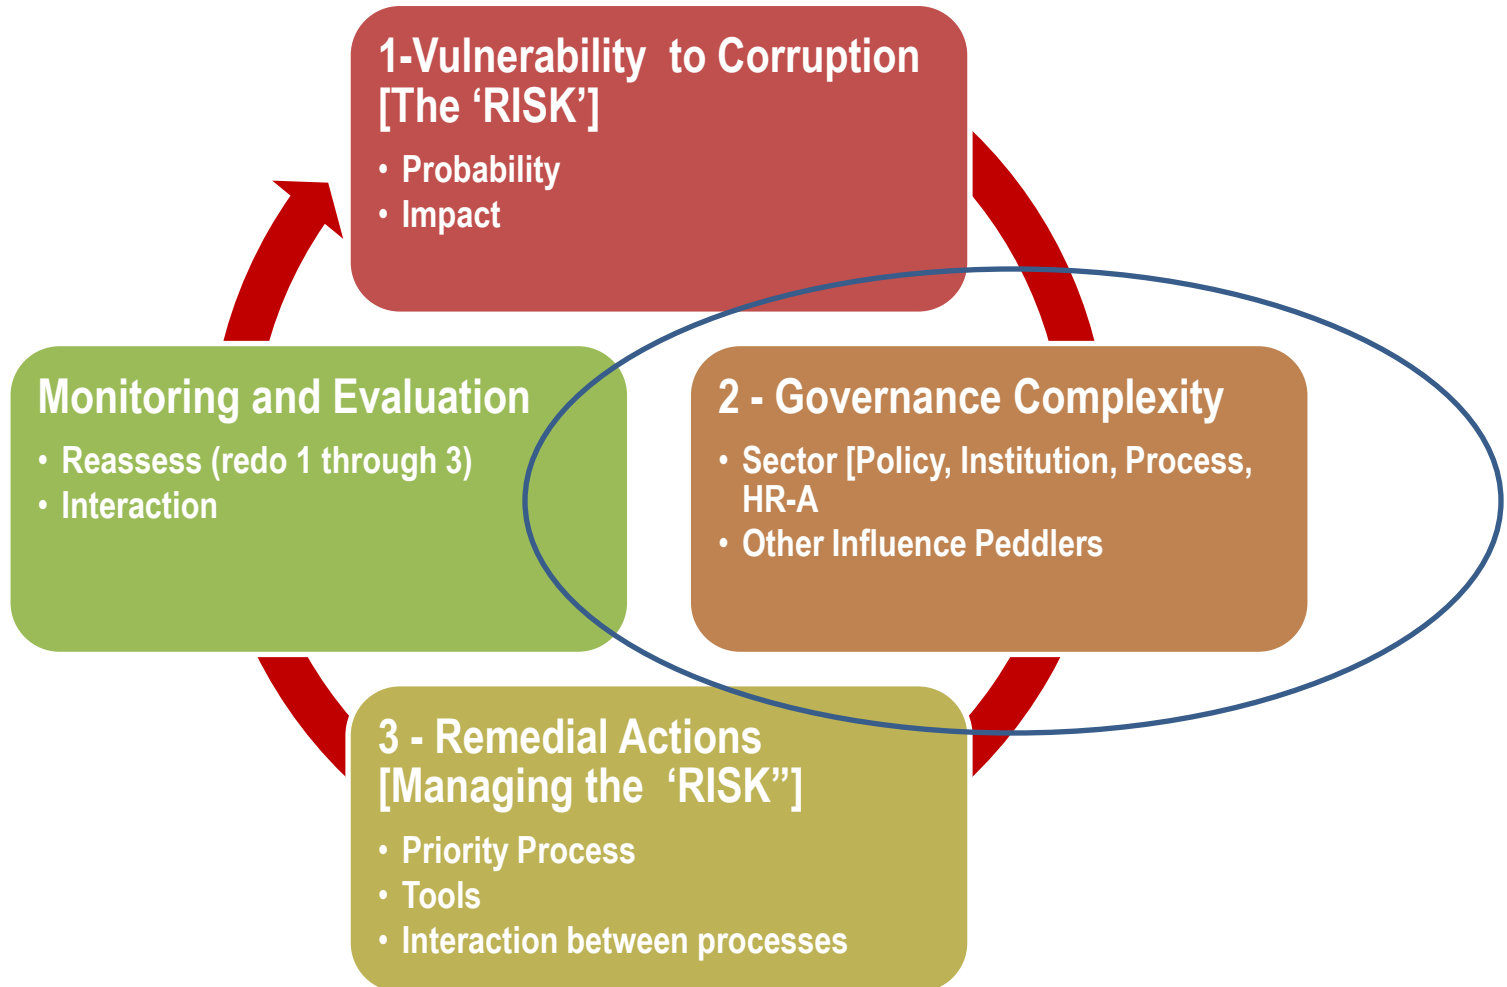 1-Vulnerability  to Corruption
[The ‘RISK’]
• Probability
• Impact
Monitoring and Evaluation
• Reassess (redo 1 through 3)
• Interaction
2 - Governance Complexity
• Sector [Policy, Institution, Process,
HR-A
• Other Influence Peddlers
3 - Remedial Actions
[Managing the  ‘RISK”]
• Priority Process
• Tools
• Interaction between processes